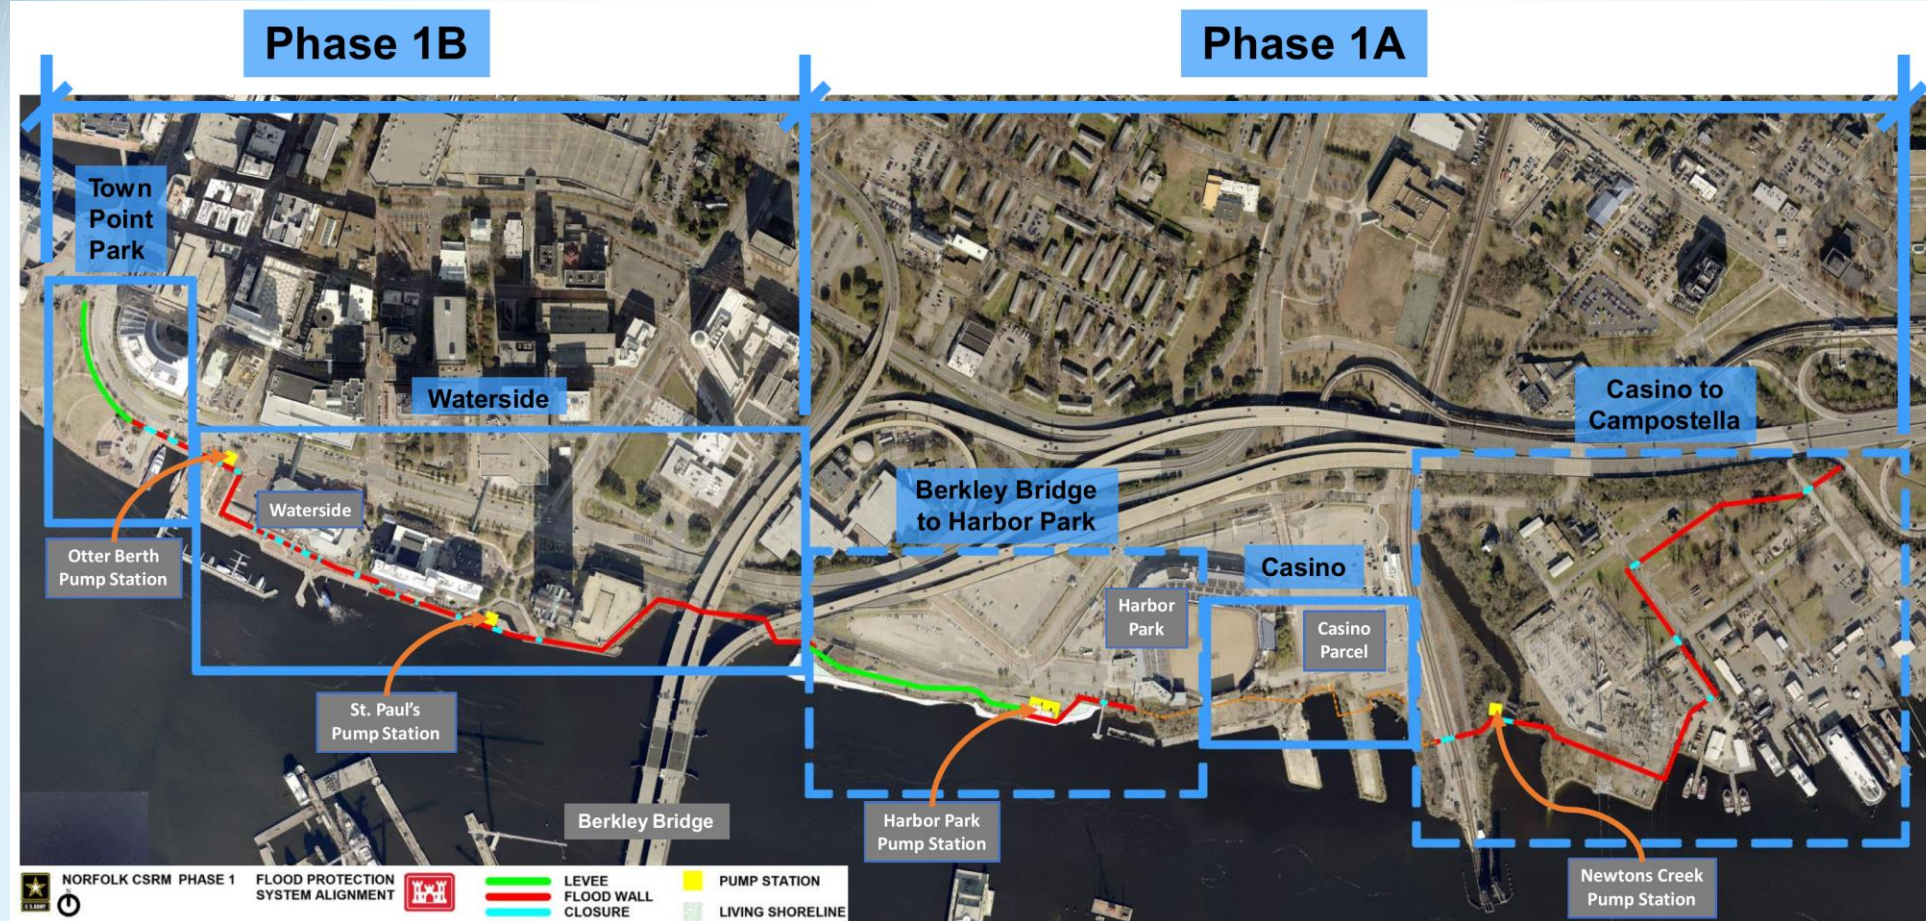 Phase 1B
Phase 1A
Town
Point
Park
Waterside
Casino to
Campostella
Berkley Bridge
to Harbor Park
Waterside
Otter Berth
Pump Station
Casino
Harbor
Park
Casino
Parcel
St. Paul's
Pump Station
Berkley Bridge
Harbor Park
Pump Station
Newtons Creek
Pump Station
U.S. ARMY
NORFOLK CSRM PHASE 1
N
FLOOD PROTECTION
SYSTEM ALIGNMENT
LEVEE
FLOOD WALL
CLOSURE
PUMP STATION
LIVING SHORELINE